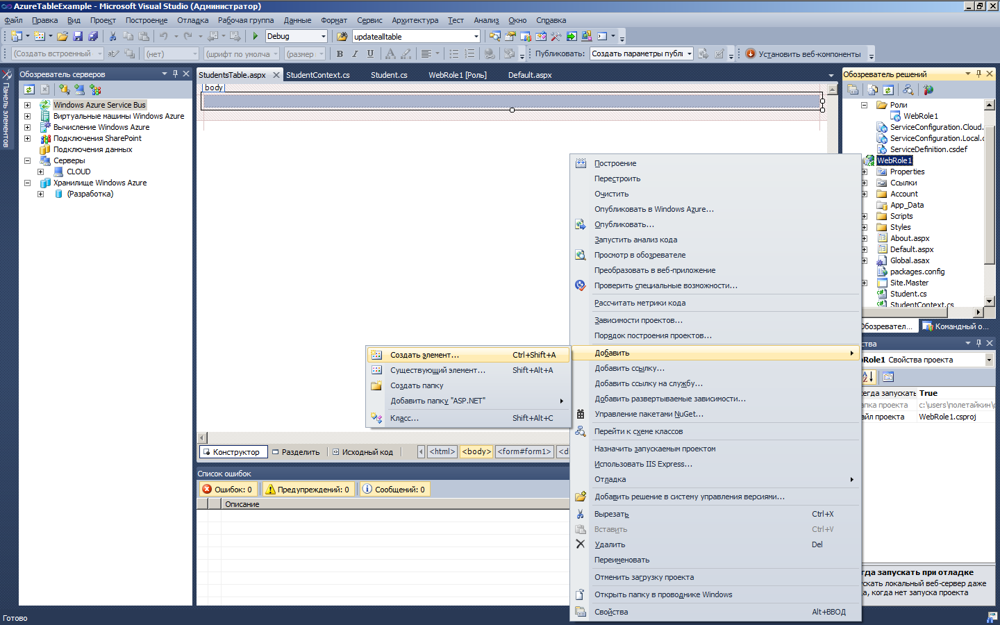 AzureTableExample - Microsoft Visual Studio (Администратор)
Файл Правка Вид Проект Построение Отладка Рабочая группа Данные Формат Сервис Архитектура Тест Анализ Окно Справка
Debug updatealltable
(Создать встроенный (нет) (шрифт по умолча (размер B I U A Публиковать: Создать параметры публ Установить веб-компоненты
Панель элементов
Обозреватель серверов
Windows Azure Service Bus
Виртуальные машины Windows Azure
Вычисление Windows Azure
Подключения SharePoint
Подключения данных
Серверы
CLOUD
Хранилище Windows Azure
(Разработка)
StudentsTable.aspx StudentContext.cs Student.cs WebRole1 [Роль] Default.aspx
body
Построение
Перестроить
Очистить
Опубликовать в Windows Azure...
Опубликовать...
Запустить анализ кода
Просмотр в обозревателе
Преобразовать в веб-приложение
Проверить специальные возможности...
Рассчитать метрики кода
Зависимости проектов...
Порядок построения проектов...
Добавить
Добавить ссылку...
Добавить ссылку на службу...
Добавить развертываемые зависимости...
Управление пакетами NuGet...
Перейти к схеме классов
Назначить запускаемым проектом
Использовать IIS Express...
Отладка
Добавить решение в систему управления версиями...
Вырезать Ctrl+X
Вставить Ctrl+V
Удалить Del
Переименовать
Отменить загрузку проекта
Открыть папку в проводнике Windows
Свойства Alt+ВВОД
Создать элемент... Ctrl+Shift+A
Существующий элемент... Shift+Alt+A
Создать папку
Добавить папку "ASP.NET"
Класс... Shift+Alt+C
Конструктор Разделить Исходный код <html> <body> <form#form1> <d
Список ошибок
Ошибок: 0 Предупреждений: 0 Сообщений: 0
Описание
Обозреватель решений
Роли
WebRole1
ServiceConfiguration.Cloud.
ServiceConfiguration.Local.c
ServiceDefinition.csdef
WebRole1
Properties
Ссылки
Account
App_Data
Scripts
Styles
About.aspx
Default.aspx
Global.asax
packages.config
Site.Master
Student.cs
StudentContext.cs
Обозревател... Командный о...
ства
bRole1 Свойства проекта
егда запускать True
апка проекта c:\users\полетайкин\
айл проекта WebRole1.csproj
гда запускать при отладке
ускать локальный веб-сервер даже
а, когда нет запуска проекта
Готово